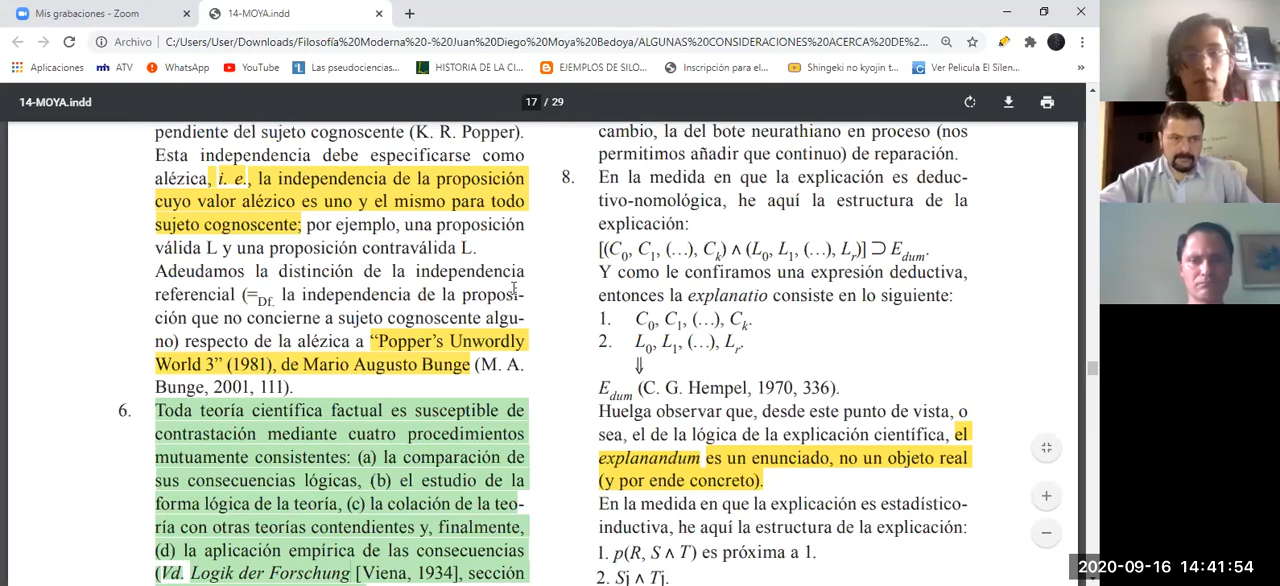 Mis grabaciones - Zoom
14-MOYA.indd
Archivo
C:/Users/User/Downloads/Filosofía%20Moderna%20-%20Juan%20Diego%20Moya%20Bedoya/ALGUNAS%20CONSIDERACIONES%20ACERCA%20DE%...
Aplicaciones
mh ATV
WhatsApp
YouTube
Las pseudociencias...
HISTORIA DE LA CI...
EJEMPLOS DE SILO...
Inscripción para el...
Shingeki no kyojin t...
Ver Pelicula El Silen...
»
14-MOYA.indd
17 / 29
pendiente del sujeto cognoscente (K. R. Popper).
Esta independencia debe especificarse como
alézica, i. e., la independencia de la proposición
cuyo valor alézico es uno y el mismo para todo
sujeto cognoscente; por ejemplo, una proposición
válida L y una proposición contraválida L.
Adeudamos la distinción de la independencia
referencial (=Df. la independencia de la proposi-
ción que no concierne a sujeto cognoscente algu-
no) respecto de la alézica a “Popper’s Unwordly
World 3” (1981), de Mario Augusto Bunge (M. A.
Bunge, 2001, 111).
6. Toda teoría científica factual es susceptible de
contrastación mediante cuatro procedimientos
mutuamente consistentes: (a) la comparación de
sus consecuencias lógicas, (b) el estudio de la
forma lógica de la teoría, (c) la colación de la teo-
ría con otras teorías contendientes y, finalmente,
(d) la aplicación empírica de las consecuencias
(Vd. Logik der Forschung [Viena, 1934], sección
cambio, la del bote neurathiano en proceso (nos
permitimos añadir que continuo) de reparación.
8. En la medida en que la explicación es deduc-
tivo-nomológica, he aquí la estructura de la
explicación:
[(C0, C1, (…), Ck) ∧ (L0, L1, (…), Lr)] ⊃ Edum.
Y como le confiramos una expresión deductiva,
entonces la explanatio consiste en lo siguiente:
1. C0, C1, (…), Ck.
2. L0, L1, (…), Lr.
⇓
Edum (C. G. Hempel, 1970, 336).
Huelga observar que, desde este punto de vista, o
sea, el de la lógica de la explicación científica, el
explanandum es un enunciado, no un objeto real
(y por ende concreto).
En la medida en que la explicación es estadístico-
inductiva, he aquí la estructura de la explicación:
1. p(R, S ∧ T) es próxima a 1.
2. Sj ∧ Tj.
2020-09-16 14:41:54